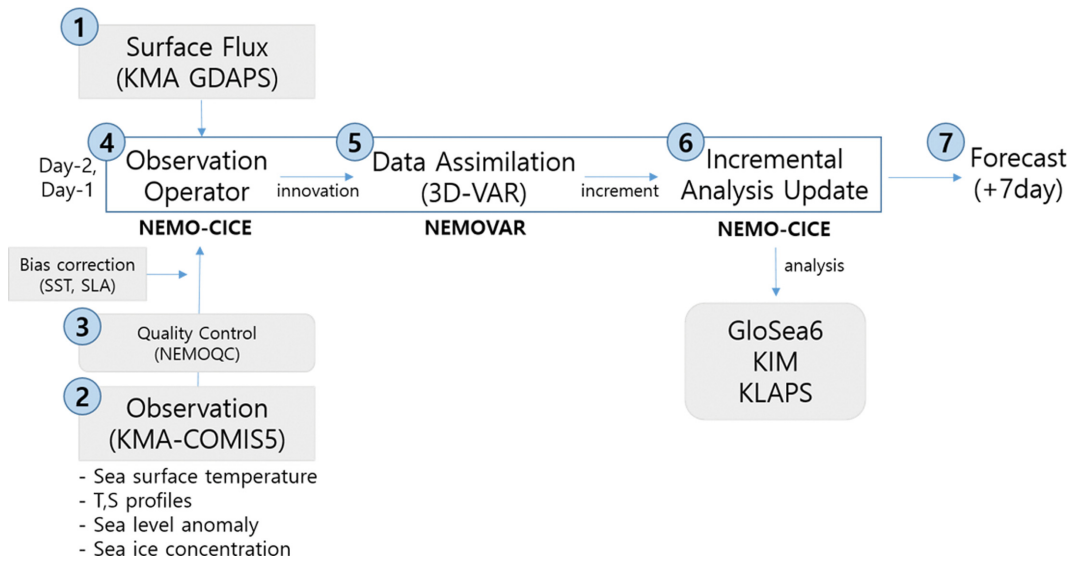 1
Surface Flux
(KMA GDAPS)
Day-2,
Day-1
4
Observation
Operator
innovation
5
Data Assimilation
(3D-VAR)
increment
6
Incremental
Analysis Update
7
Forecast
(+7day)
NEMO-CICE
NEMOVAR
NEMO-CICE
Bias correction
(SST, SLA)
analysis
3
Quality Control
(NEMOQC)
GloSea6
KIM
KLAPS
2
Observation
(KMA-COMIS5)
- Sea surface temperature
- T,S profiles
- Sea level anomaly
- Sea ice concentration